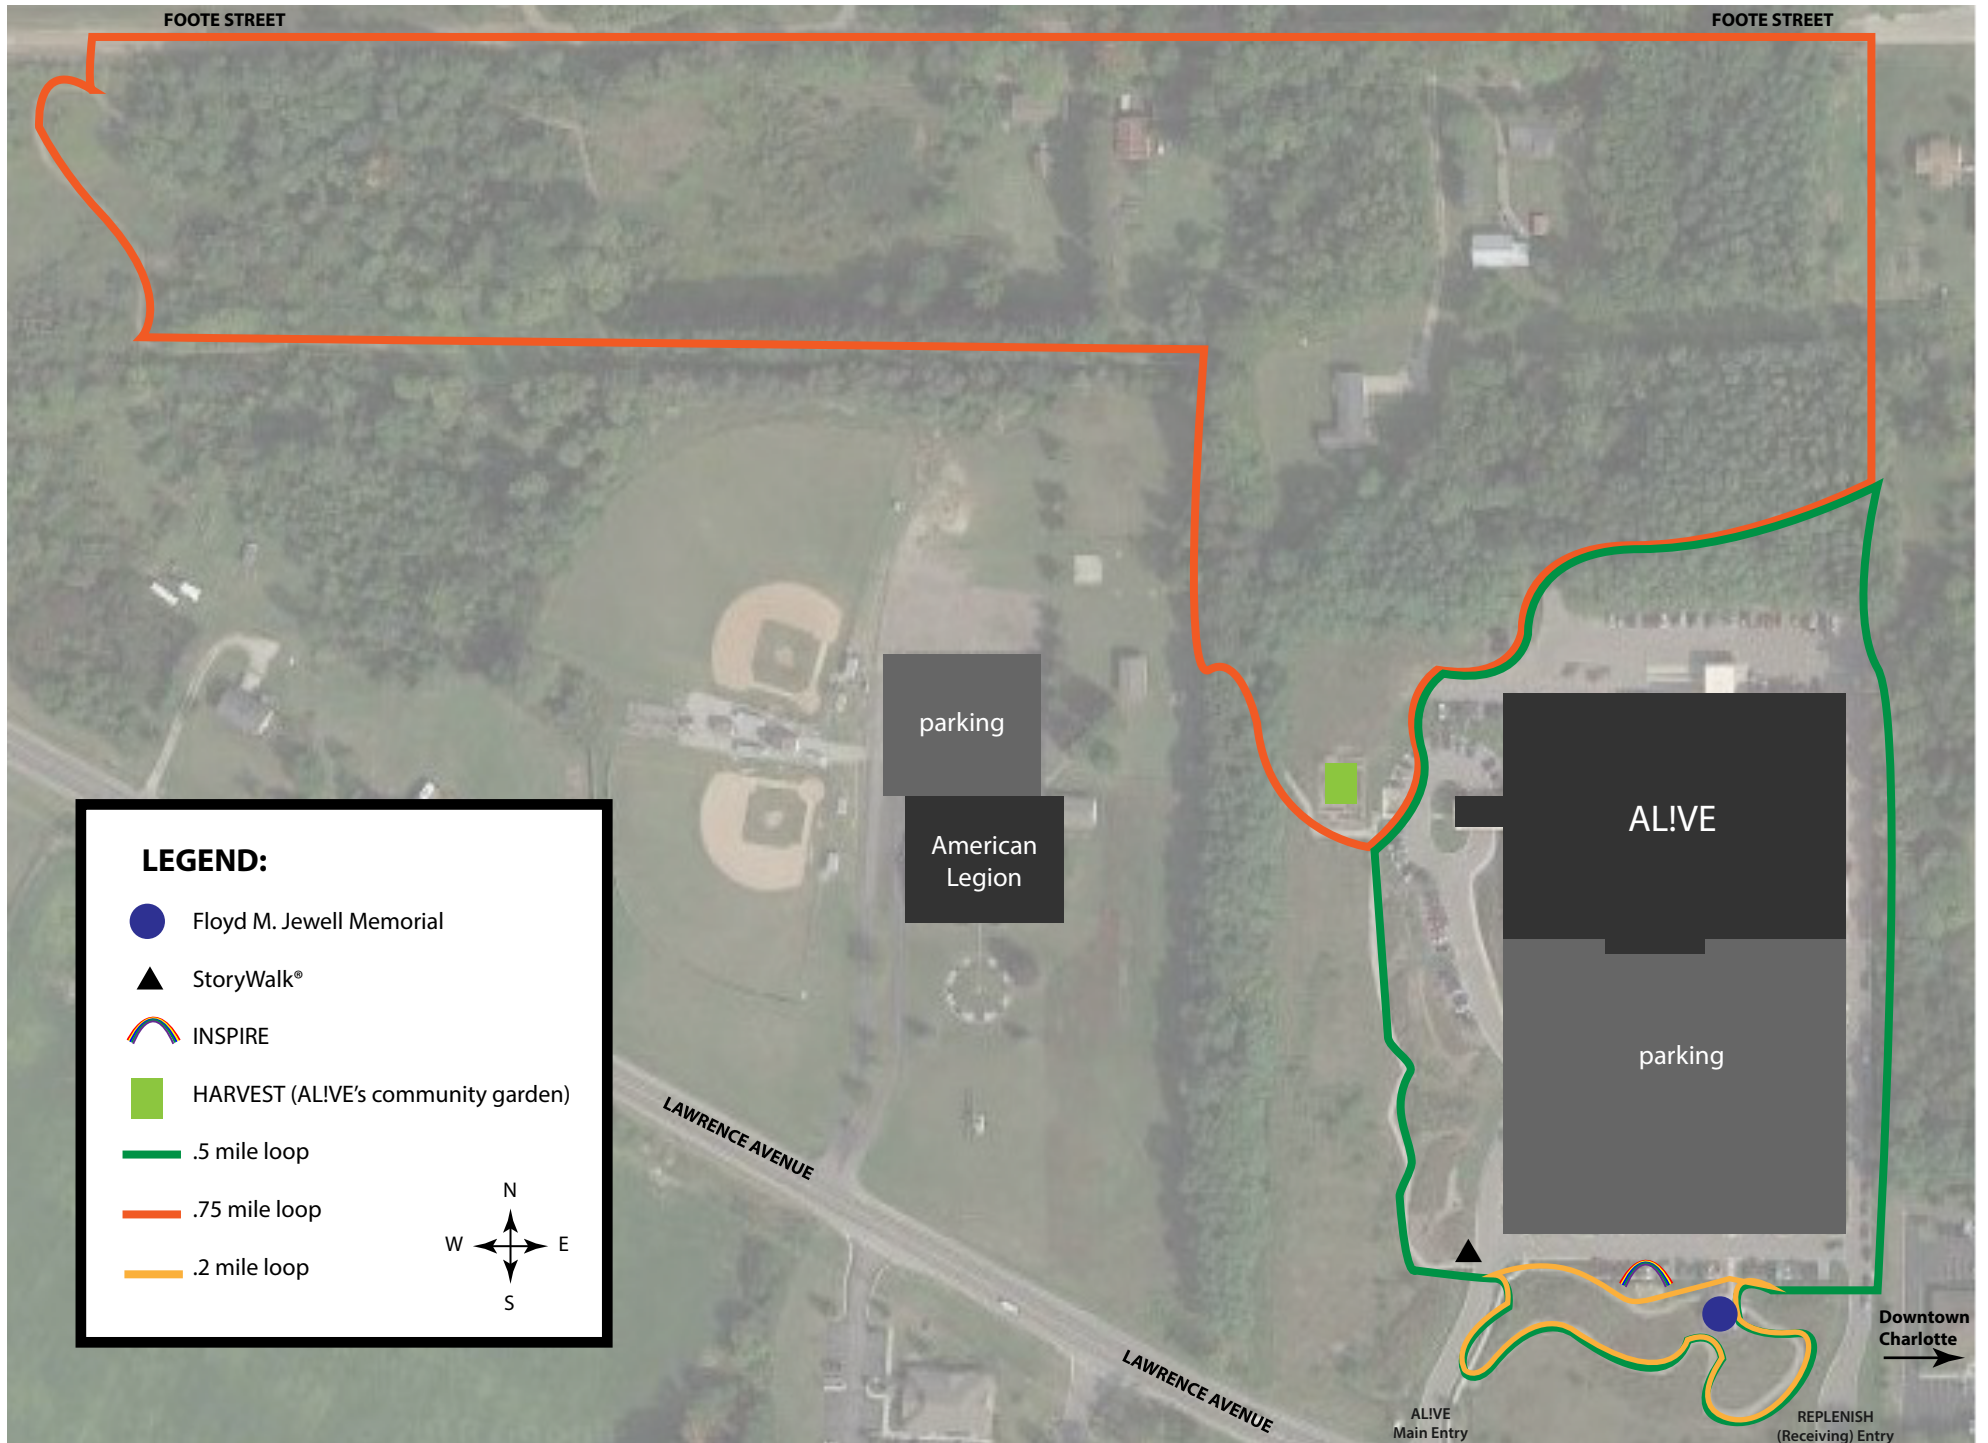 FOOTE STREET
FOOTE STREET
parking
American
Legion
AL!VE
parking
LEGEND:
Floyd M. Jewell Memorial
StoryWalk®
INSPIRE
HARVEST (AL!VE's community garden)
.5 mile loop
.75 mile loop
.2 mile loop
N
W
E
S
LAWRENCE AVENUE
LAWRENCE AVENUE
Downtown
Charlotte
AL!VE
Main Entry
REPLENISH
(Receiving) Entry